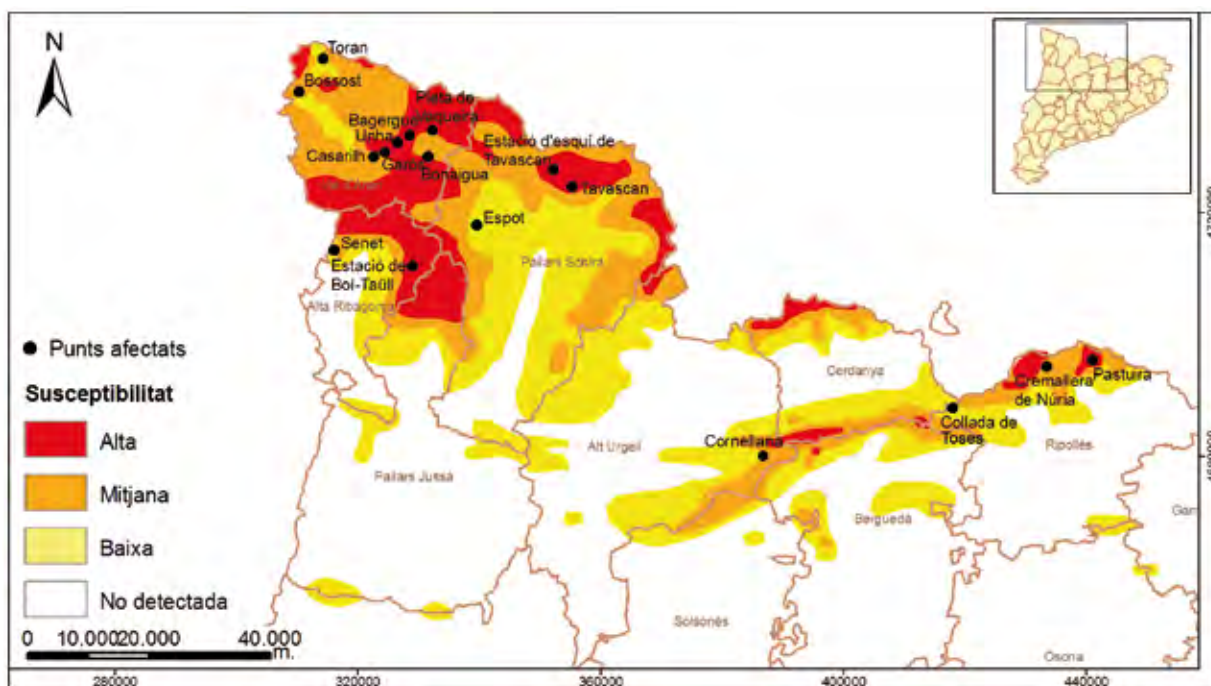 N
Toran
Bossost
Pleta de
Vaqueira
Bagergue
Unha
Casarilh
Garos
Bonaigua
Estació d'esquí de
Tavascan
Tavascan
Espot
Senet
Estació de
Boí-Taüll
Pallars Sobirà
Alta Ribagorça
Punts afectats
Susceptibilitat
Alta
Mitjana
Baixa
No detectada
0 10.000 20.000 40.000
m.
Cerdanya
Cremallera
de Núria
Pastuira
Collada de
Toses
Ripollès
Cornellana
Alt Urgell
Pallars Jussà
Berguedà
Solsonès
Osona
280000 320000 360000 400000 440000